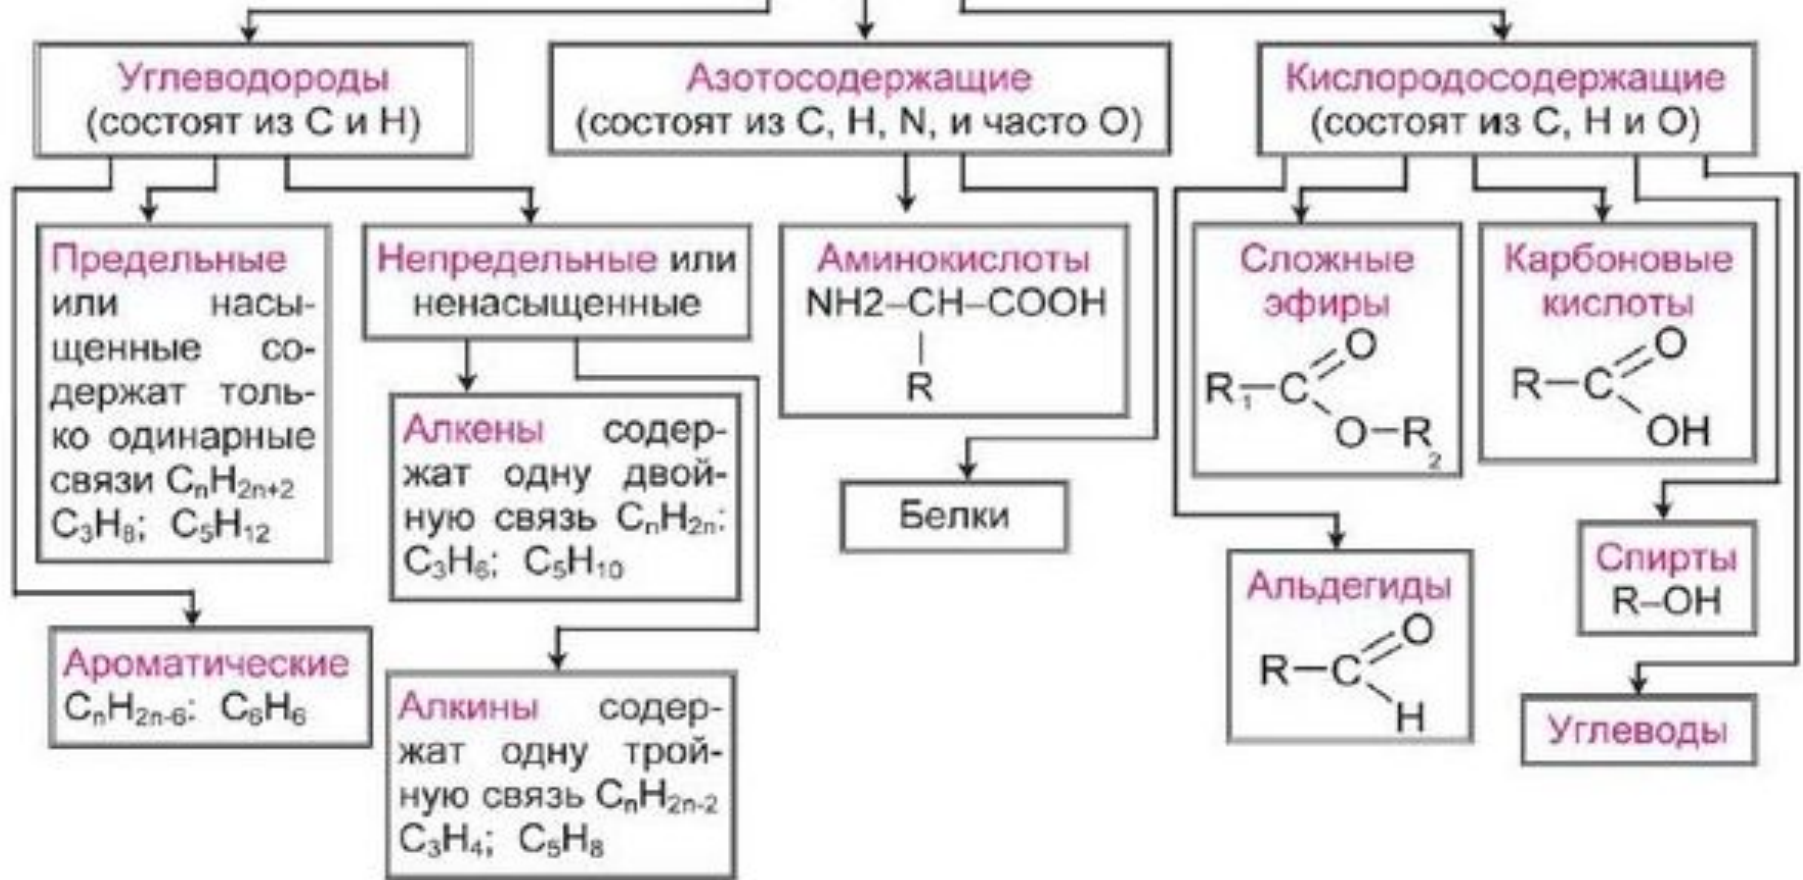 Углеводороды
(состоят из С и Н)
Азотосодержащие
(состоят из С, Н, N, и часто О)
Кислородосодержащие
(состоят из С, Н и О)
Предельные
или насы-
щенные со-
держат толь-
ко одинарные
связи CₙH₂ₙ₊₂
C₃H₈; C₅H₁₂
Непредельные или
ненасыщенные
Аминокислоты
NH2–CH–COOH
|
R
Сложные
эфиры
O
R₁–C
O–R₂
Карбоновые
кислоты
O
R–C
OH
Алкены содер-
жат одну двой-
ную связь CₙH₂ₙ:
C₃H₆; C₅H₁₀
Белки
Альдегиды
O
R–C
H
Спирты
R–OH
Ароматические
CₙH₂ₙ₋₆: C₆H₆
Алкины содер-
жат одну трой-
ную связь CₙH₂ₙ₋₂
C₃H₄; C₅H₈
Углеводы